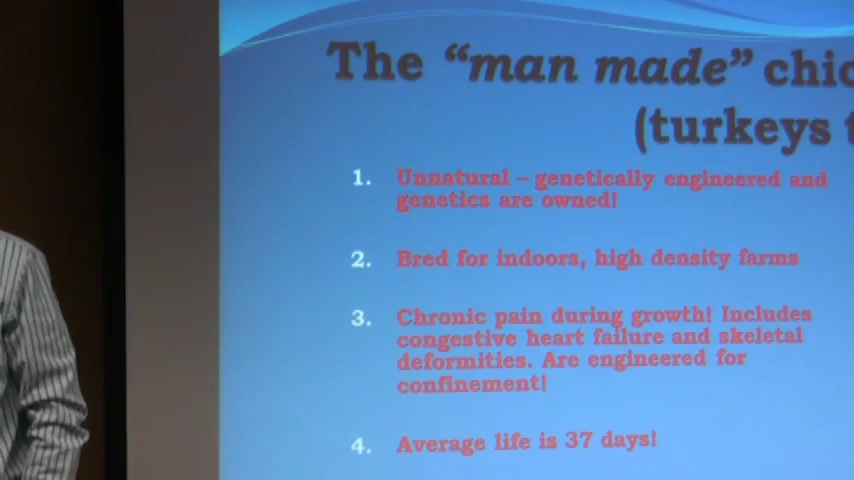 The "man made" chic
(turkeys t
1. Unnatural – genetically engineered and
genetics are owned!
2. Bred for indoors, high density farms
3. Chronic pain during growth! Includes
congestive heart failure and skeletal
deformities. Are engineered for
confinement!
4. Average life is 37 days!